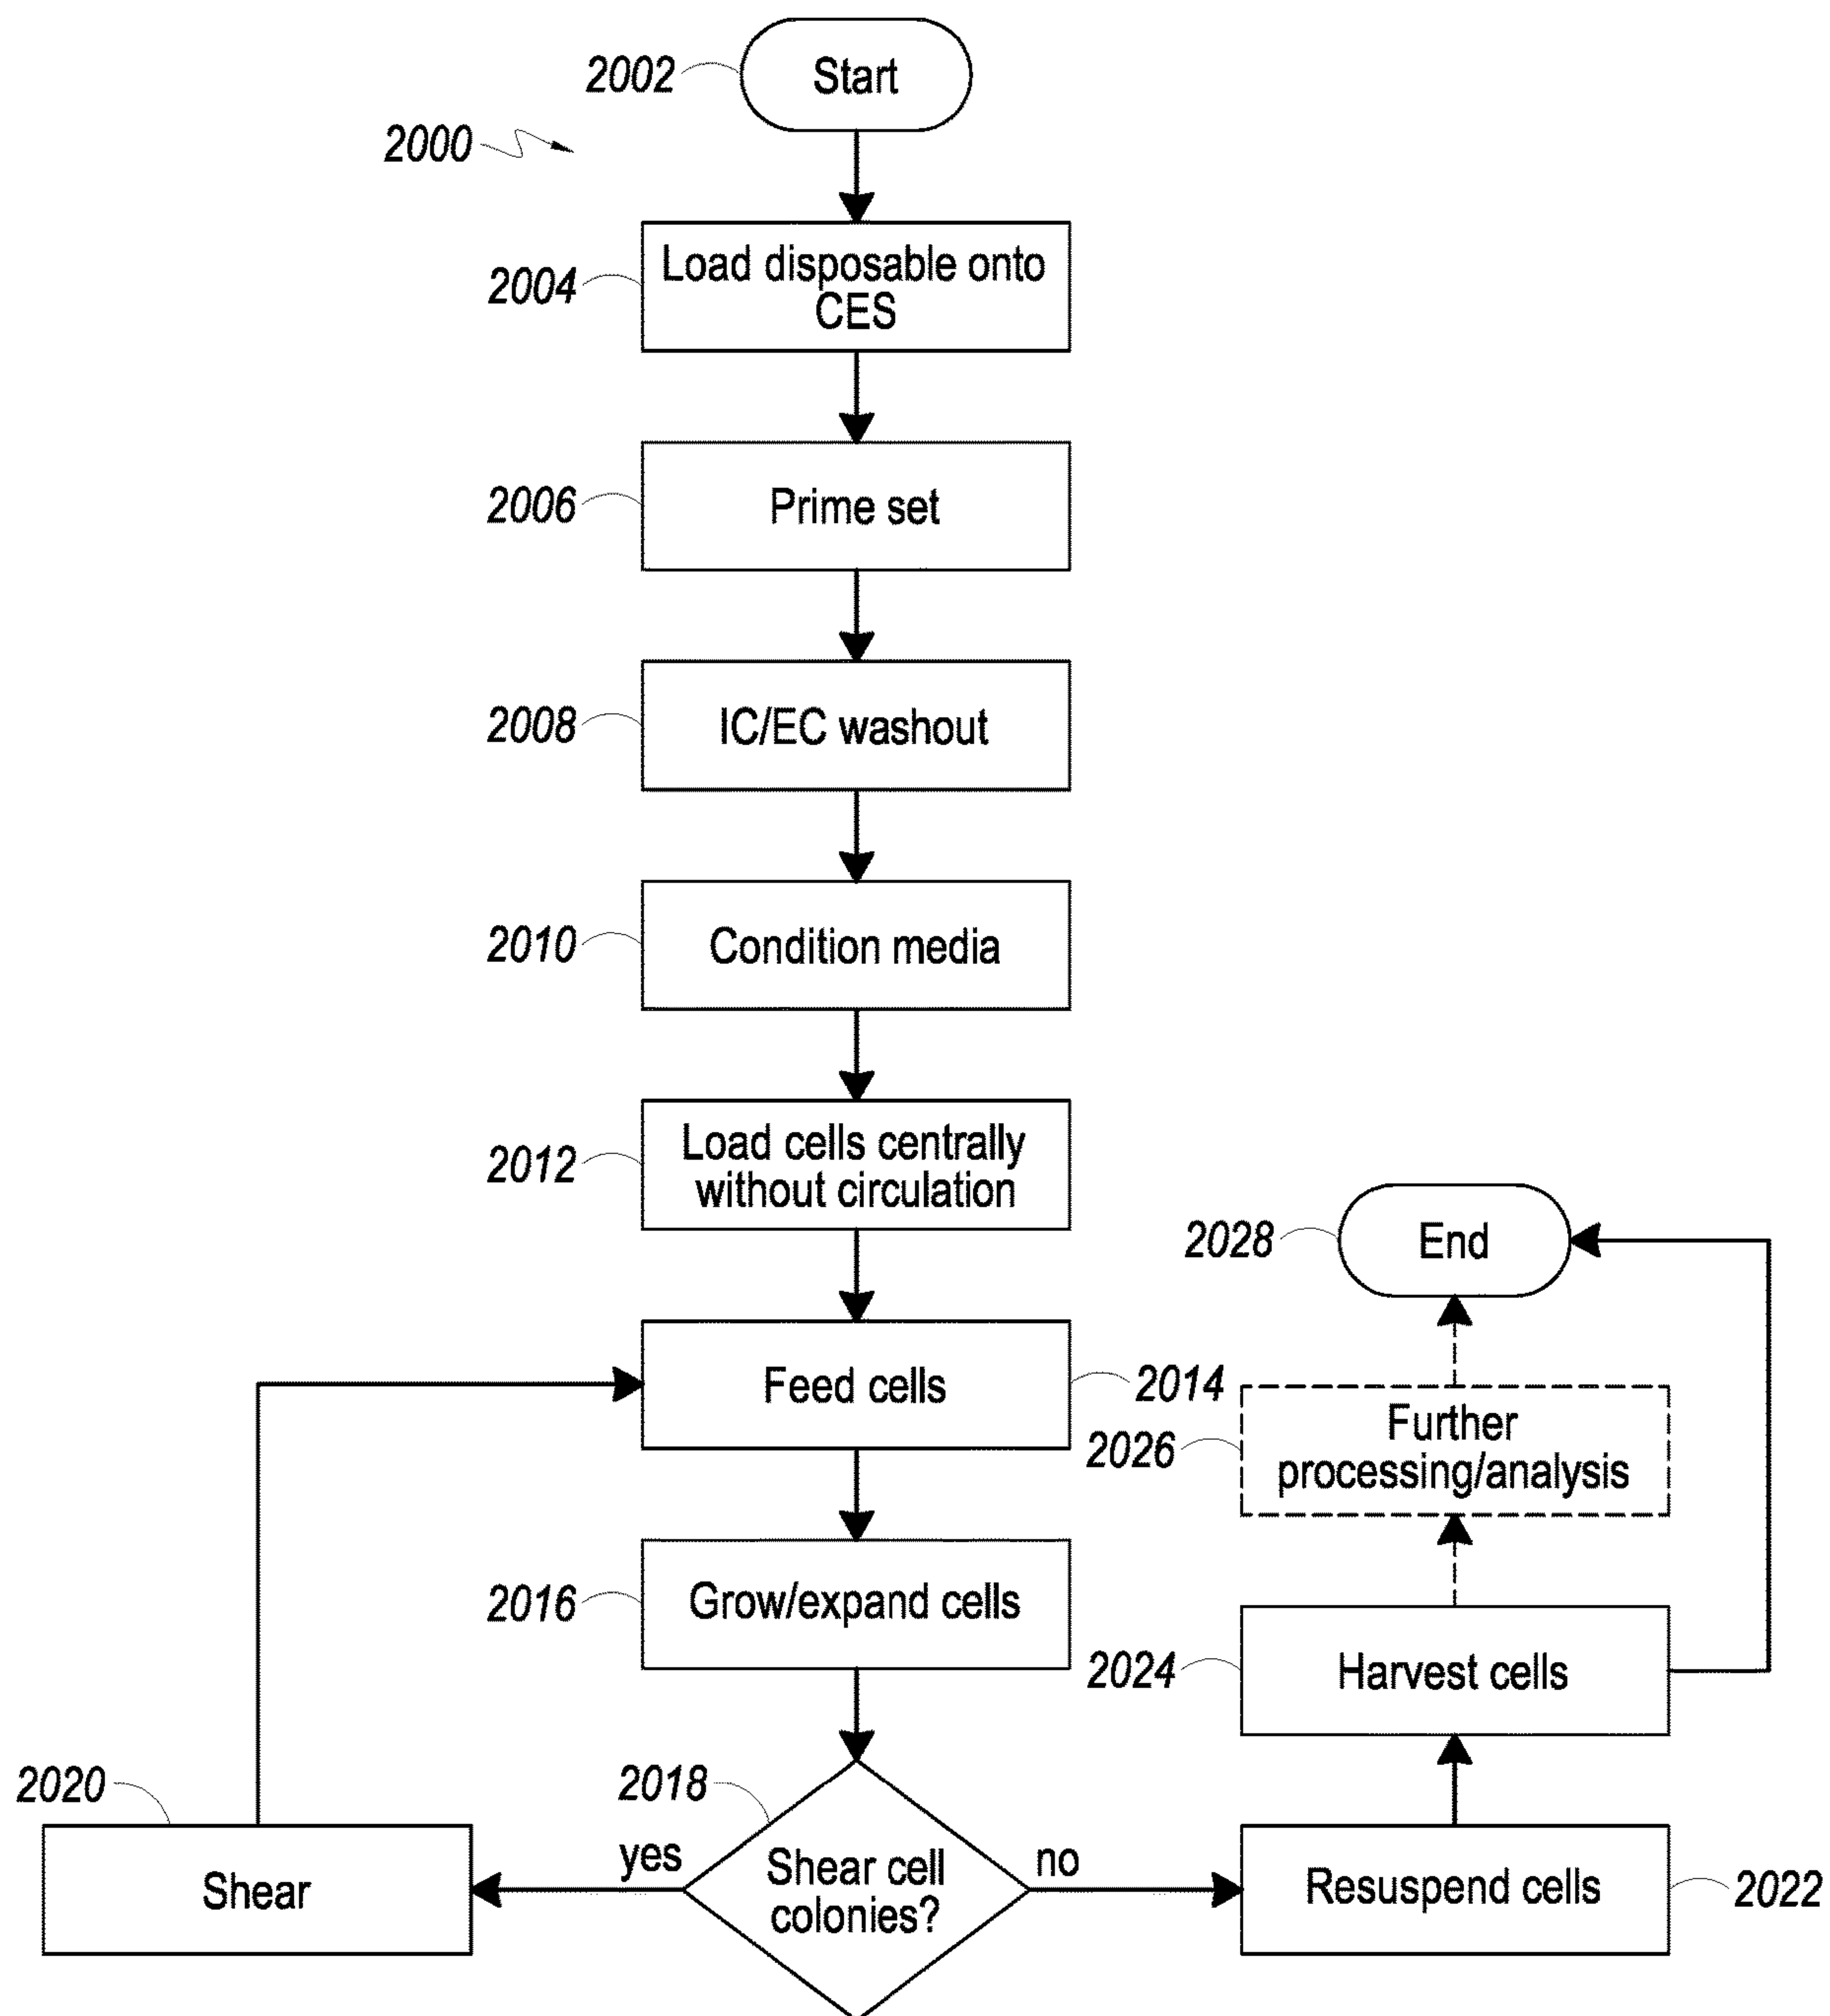 2002
Start
2000
2004
Load disposable onto
CES
2006
Prime set
2008
IC/EC washout
2010
Condition media
2012
Load cells centrally
without circulation
2028
End
Feed cells
2014
2026
Further
processing/analysis
2016
Grow/expand cells
2024
Harvest cells
2020
2018
Shear
yes
Shear cell
colonies?
no
Resuspend cells
2022